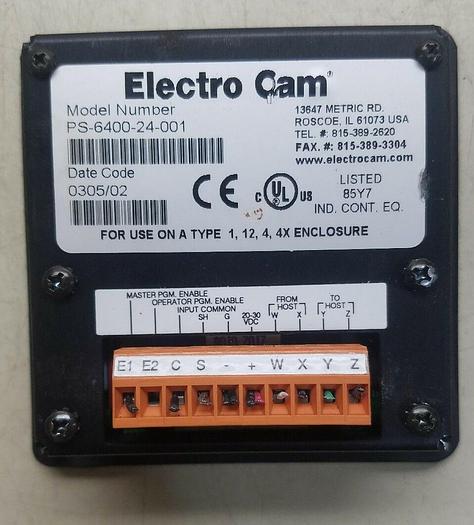 Electro Cam
Model Number
PS-6400-24-001
Date Code
0305/02
13647 METRIC RD.
ROSCOE, IL 61073 USA
TEL. #: 815-389-2620
FAX. #: 815-389-3304
www.electrocam.com
CE
C UL US
LISTED
85Y7
IND. CONT. EQ.
FOR USE ON A TYPE 1, 12, 4, 4X ENCLOSURE
MASTER PGM. ENABLE
OPERATOR PGM. ENABLE
INPUT COMMON
SH G 20-30 VDC
FROM HOST
W X
TO HOST
Y Z
E1 E2 C S - + W X Y Z